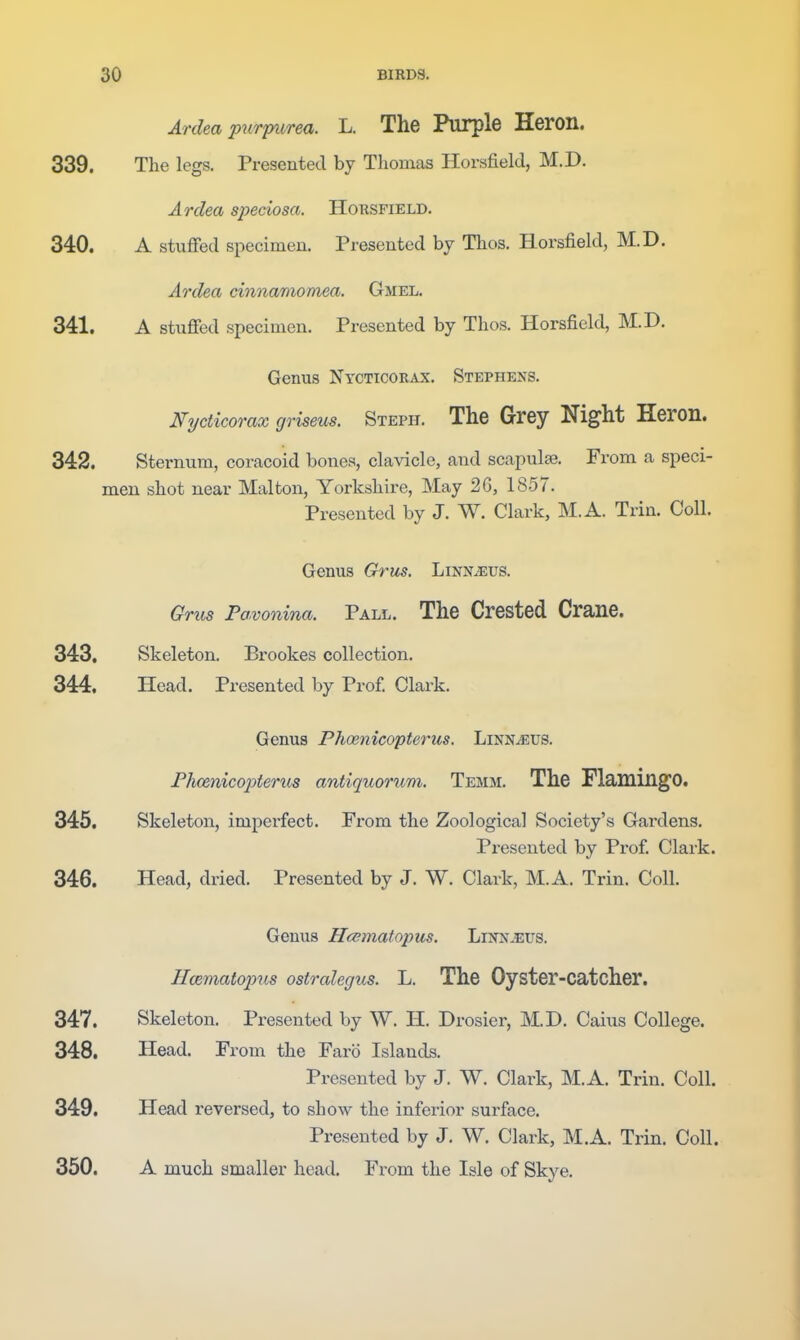 30 BIRDS.
Ardea purpurea. L. The Purple Heron.
339. The legs. Presented by Thomas Horsfield, M.D.
Ardea speciosa. HORSFIELD.
340. A stuffed specimen. Presented by Thos. Horsfield, M.D.
Ardea cinnamomea. GMEL.
341. A stuffed specimen. Presented by Thos. Horsfield, M.D.
Genus NYCTICORAX. STEPHENS.
Nycticorax griseus. STEPH. The Grey Night Heron.
342. Sternum, coracoid bones, clavicle, and scapulæ. From a speci-
men shot near Malton, Yorkshire, May 26, 1857.
Presented by J. W. Clark, M.A. Trin. Coll.
Genus Grus. LINNÆUS.
Grus Pavonina. PALL. The Crested Crane.
343. Skeleton. Brookes collection.
344. Head. Presented by Prof. Clark.
Genus Phœnicopterus. LINNÆUS.
Phœnicopterus antiquorum. TEMM. The Flamingo.
345. Skeleton, imperfect. From the Zoological Society's Gardens.
Presented by Prof. Clark.
346. Head, dried. Presented by J. W. Clark, M.A. Trin. Coll.
Genus Hæmatopus. LINNÆUS.
Hæmatopus ostralegus. L. The Oyster-catcher.
347. Skeleton. Presented by W. H. Drosier, M.D. Caius College.
348. Head. From the Farö Islands.
Presented by J. W. Clark, M.A. Trin. Coll.
349. Head reversed, to show the inferior surface.
Presented by J. W. Clark, M.A. Trin. Coll.
350. A much smaller head. From the Isle of Skye.